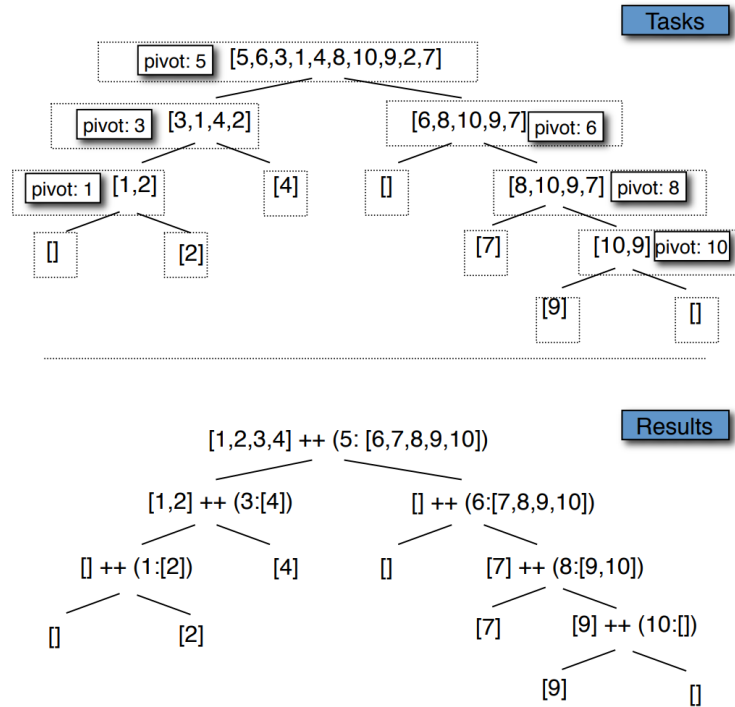 Tasks
pivot: 5 [5,6,3,1,4,8,10,9,2,7]
pivot: 3 [3,1,4,2] [6,8,10,9,7] pivot: 6
pivot: 1 [1,2] [4] [] [8,10,9,7] pivot: 8
[] [2] [7] [10,9] pivot: 10
[9] []
Results
[1,2,3,4] ++ (5: [6,7,8,9,10])
[1,2] ++ (3:[4]) [] ++ (6:[7,8,9,10])
[] ++ (1:[2]) [4] [] [7] ++ (8:[9,10])
[] [2] [7] [9] ++ (10:[])
[9] []